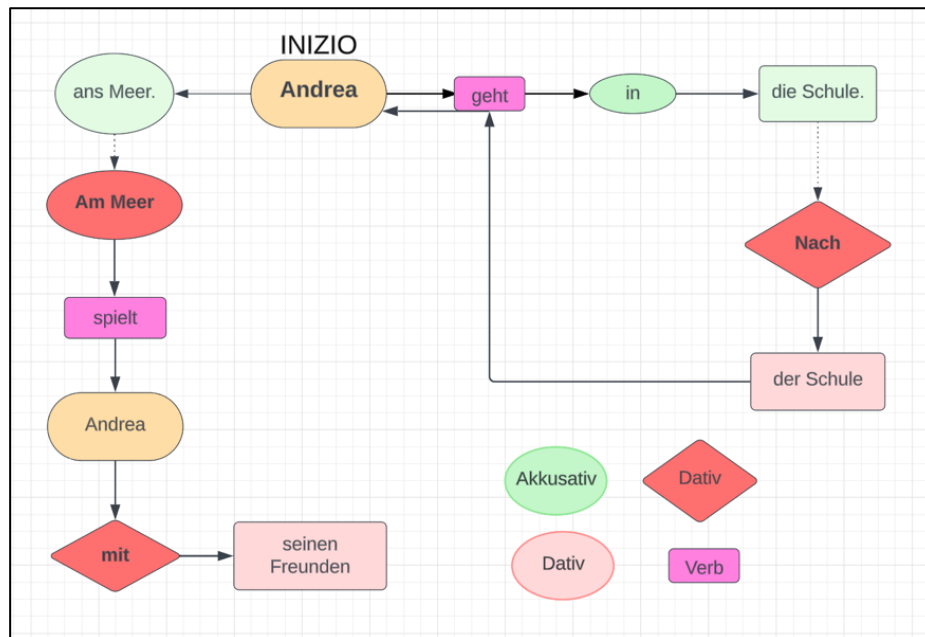 INIZIO
ans Meer.
Andrea
geht
in
die Schule.
Am Meer
Nach
spielt
der Schule
Andrea
Akkusativ
Dativ
mit
seinen
Freunden
Dativ
Verb